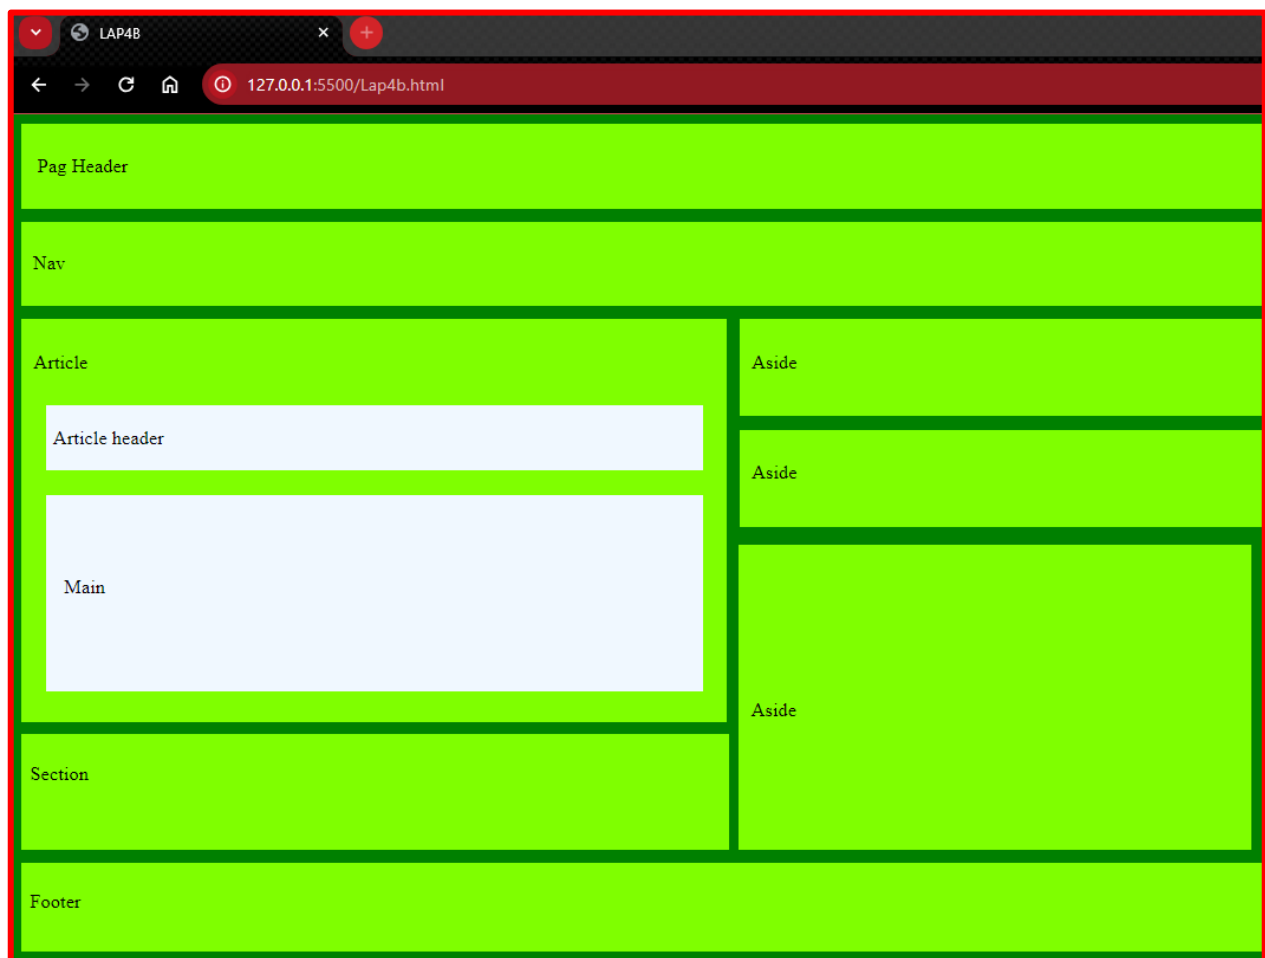 LAP4B
127.0.0.1:5500/Lap4b.html
Pag Header
Nav
Article
Article header
Main
Section
Aside
Aside
Aside
Footer